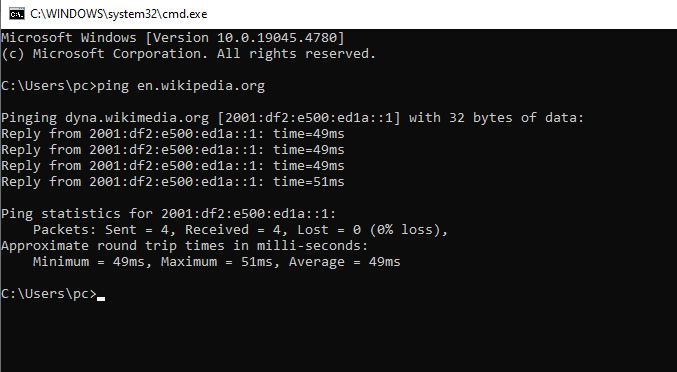 C:\WINDOWS\system32\cmd.exe
Microsoft Windows [Version 10.0.19045.4780]
(c) Microsoft Corporation. All rights reserved.
C:\Users\pc>ping en.wikipedia.org
Pinging dyna.wikimedia.org [2001:df2:e500:ed1a::1] with 32 bytes of data:
Reply from 2001:df2:e500:ed1a::1: time=49ms
Reply from 2001:df2:e500:ed1a::1: time=49ms
Reply from 2001:df2:e500:ed1a::1: time=49ms
Reply from 2001:df2:e500:ed1a::1: time=51ms
Ping statistics for 2001:df2:e500:ed1a::1:
    Packets: Sent = 4, Received = 4, Lost = 0 (0% loss),
Approximate round trip times in milli-seconds:
    Minimum = 49ms, Maximum = 51ms, Average = 49ms
C:\Users\pc>